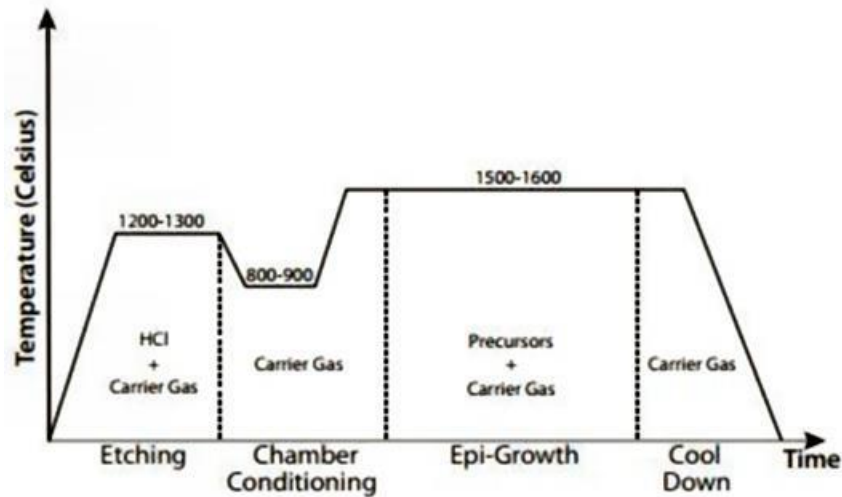 Temperature (Celsius)
1200-1300
800-900
1500-1600
HCl
+
Carrier Gas
Carrier Gas
Precursors
+
Carrier Gas
Carrier Gas
Etching
Chamber
Conditioning
Epi-Growth
Cool
Down
Time